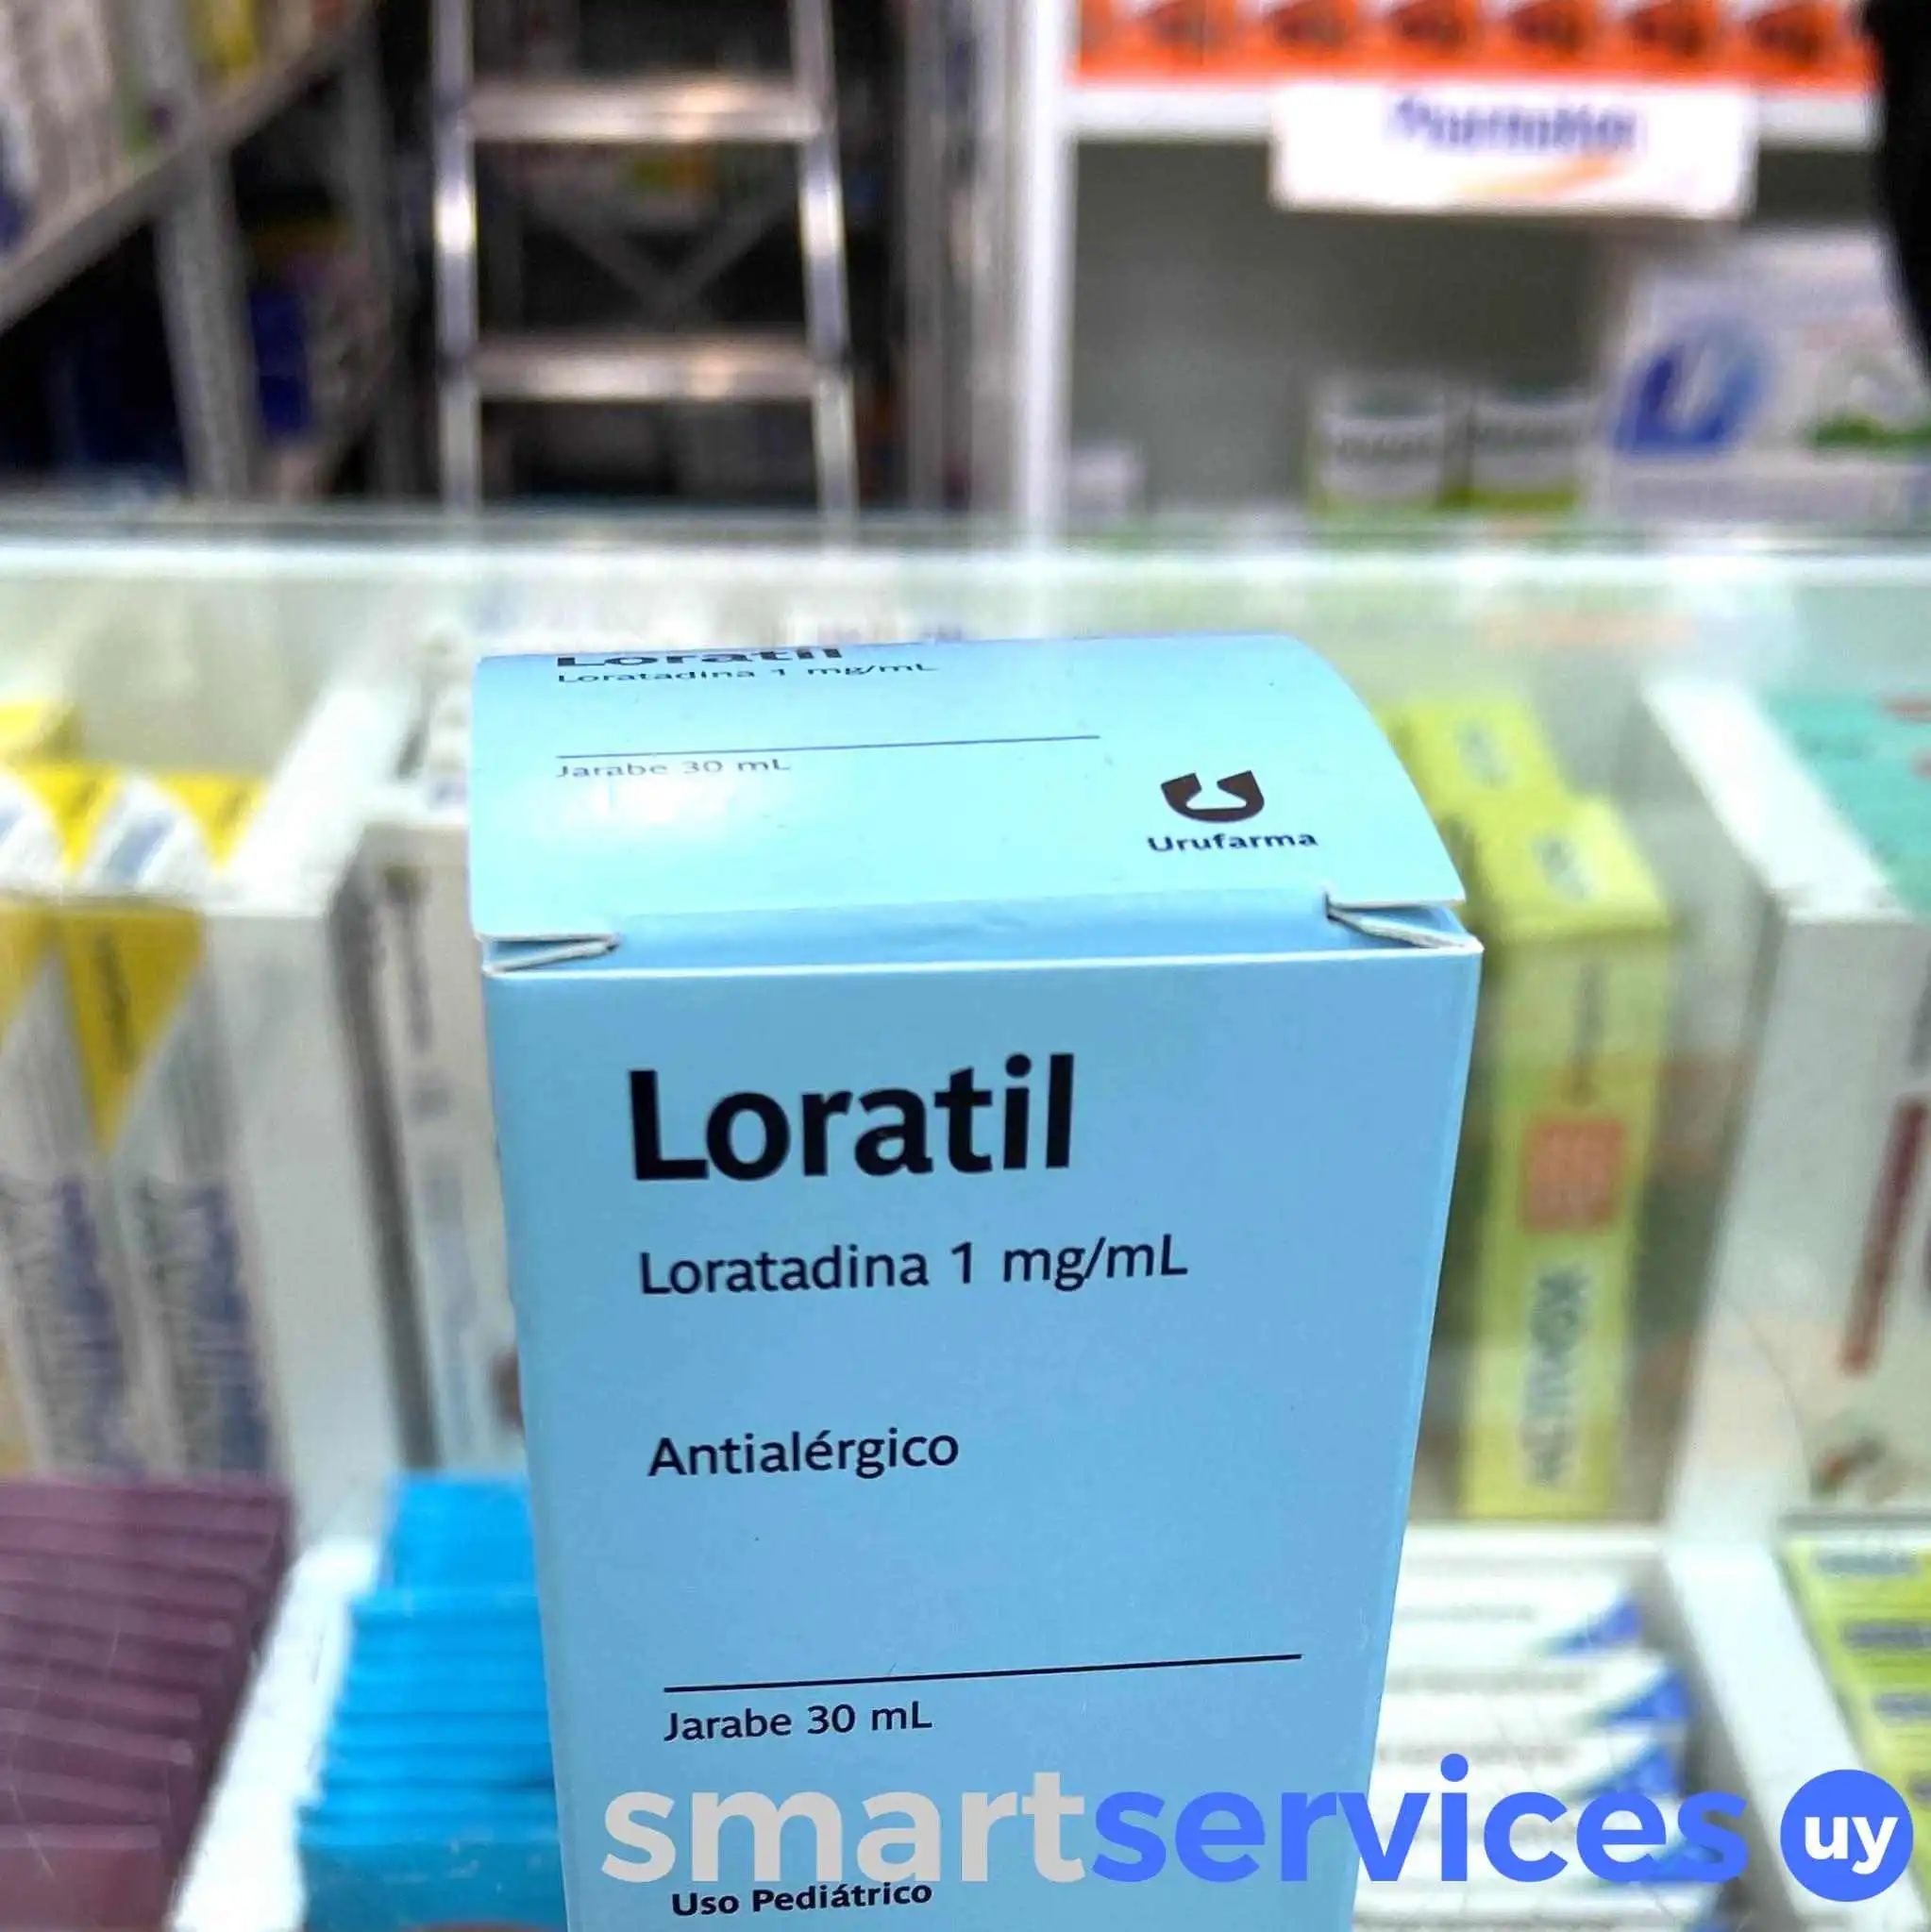 Loratil
Loratadina 1 mg/mL
Jarabe 30 mL
Urufarma
Loratil
Loratadina 1 mg/mL
Antialérgico
Jarabe 30 mL
smartservices uy
Uso Pediátrico